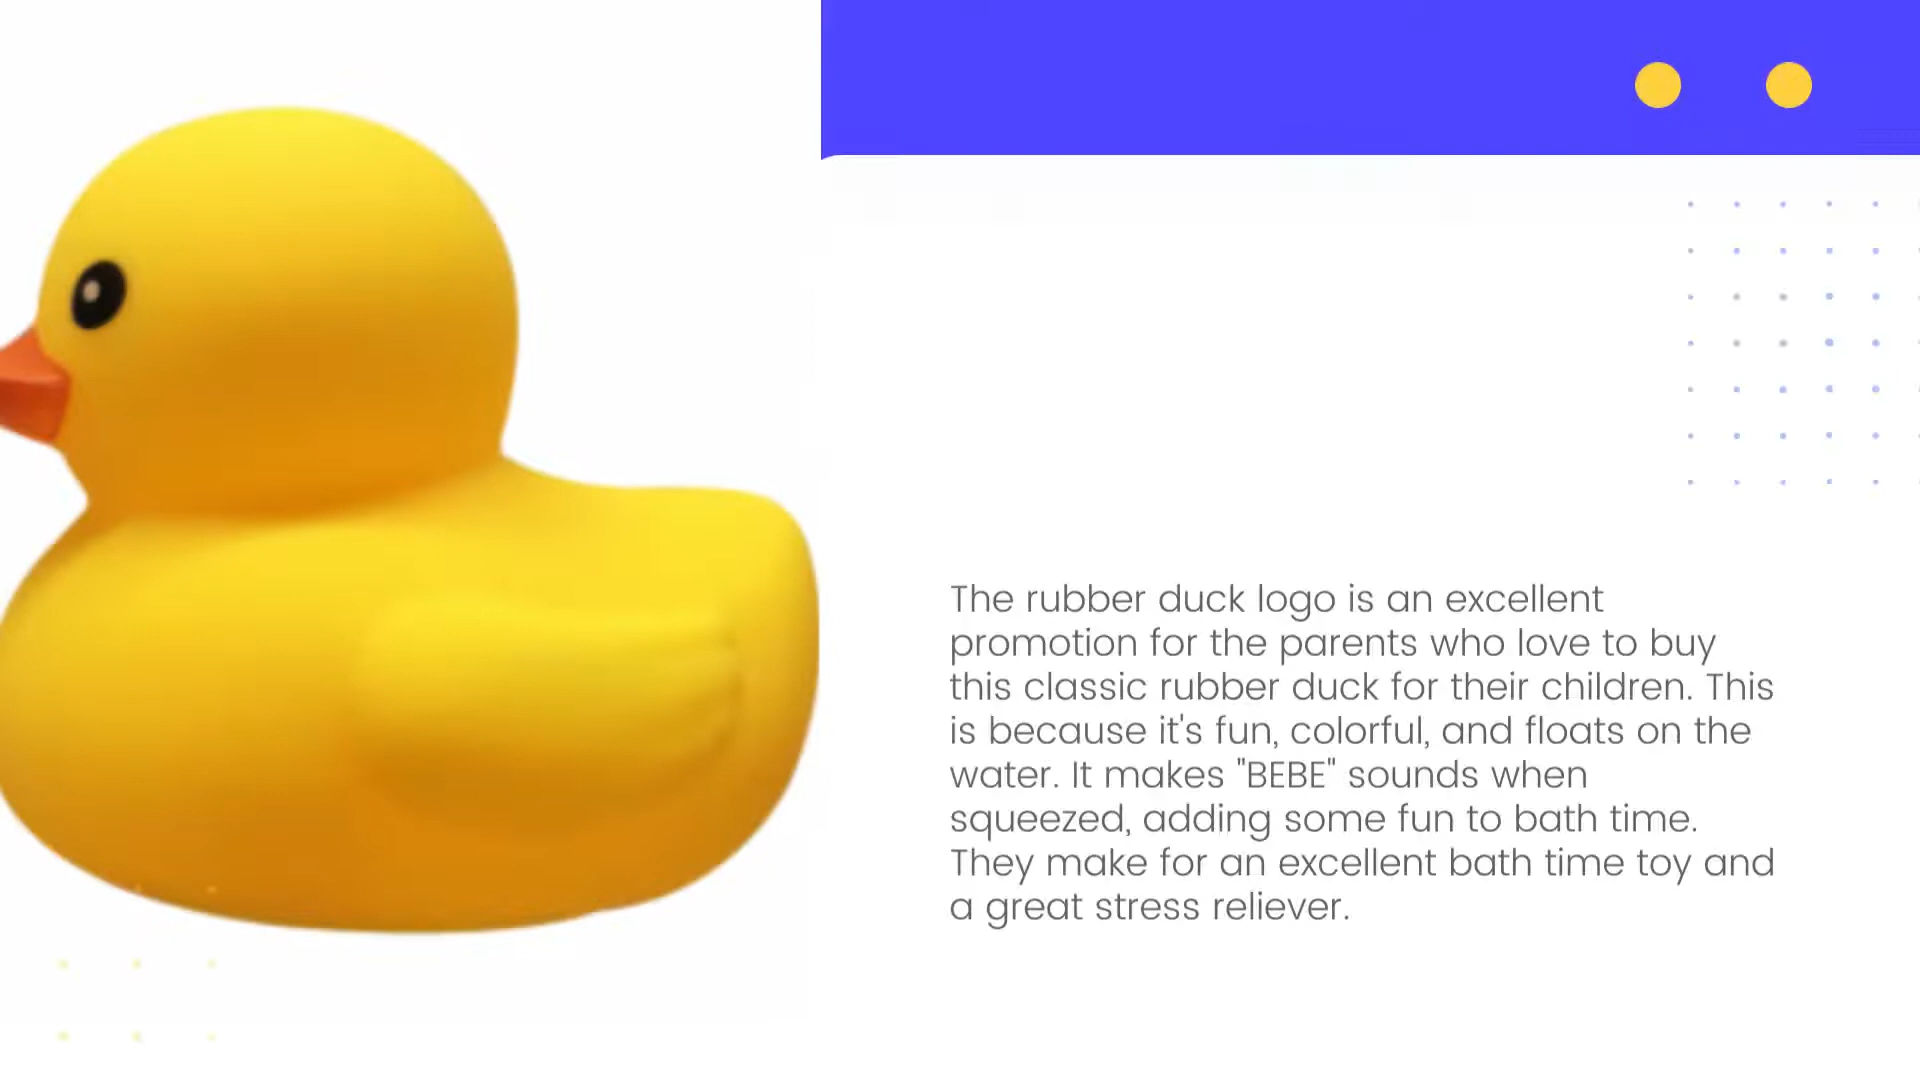 The rubber duck logo is an excellent
promotion for the parents who love to buy
this classic rubber duck for their children. This
is because it's fun, colorful, and floats on the
water. It makes "BEBE" sounds when
squeezed, adding some fun to bath time.
They make for an excellent bath time toy and
a great stress reliever.